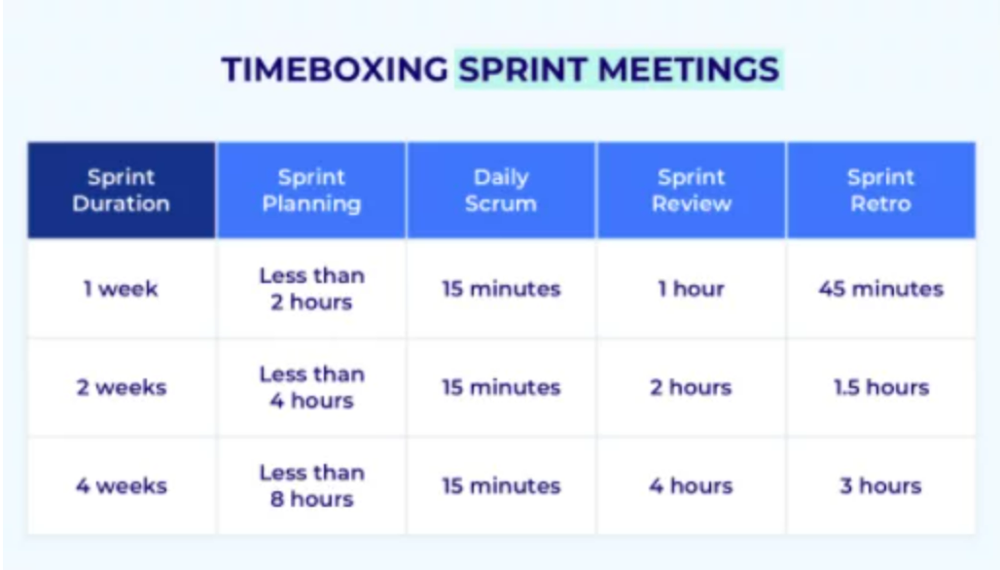 TIMEBOXING SPRINT MEETINGS
Sprint Duration
Sprint Planning
Daily Scrum
Sprint Review
Sprint Retro
1 week
Less than 2 hours
15 minutes
1 hour
45 minutes
2 weeks
Less than 4 hours
15 minutes
2 hours
1.5 hours
4 weeks
Less than 8 hours
15 minutes
4 hours
3 hours